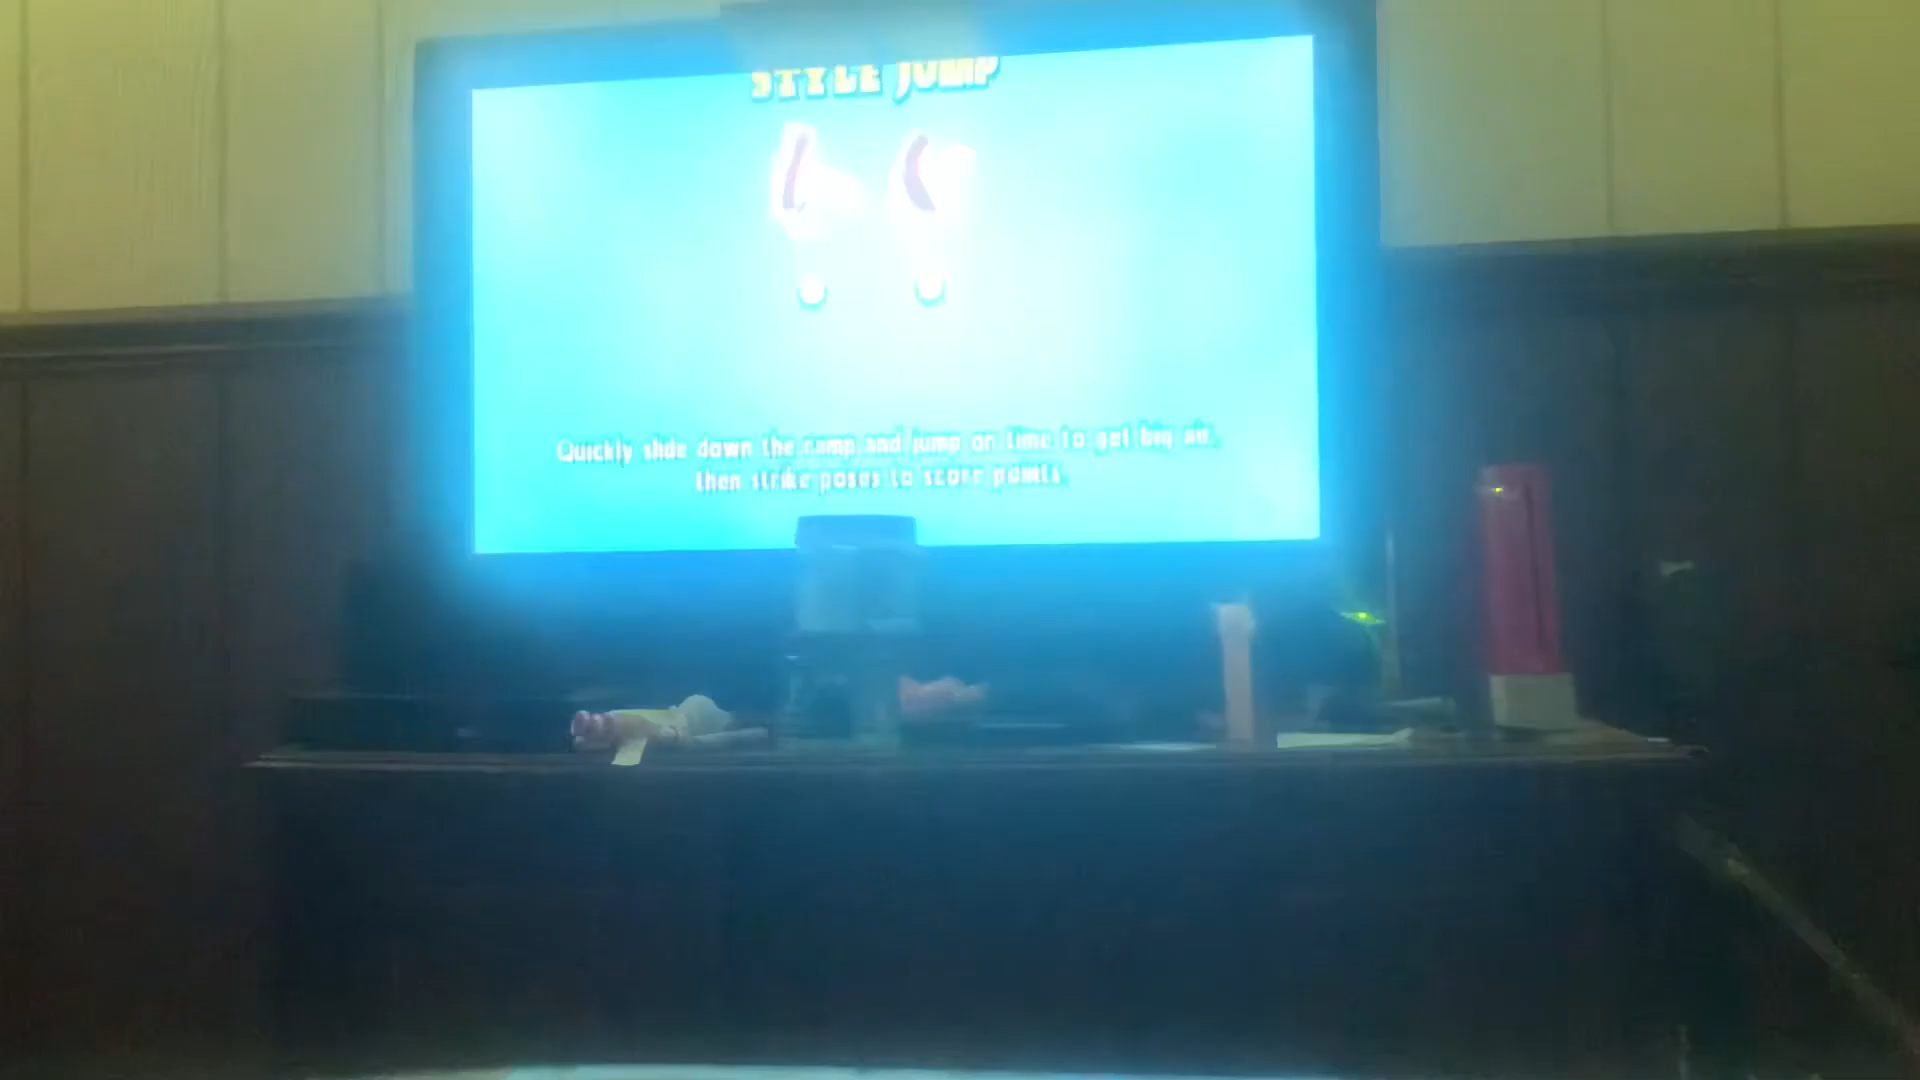 STYLE JUMP
Quickly slide down the ramp and jump on time to get big air,
then strike poses to score points.